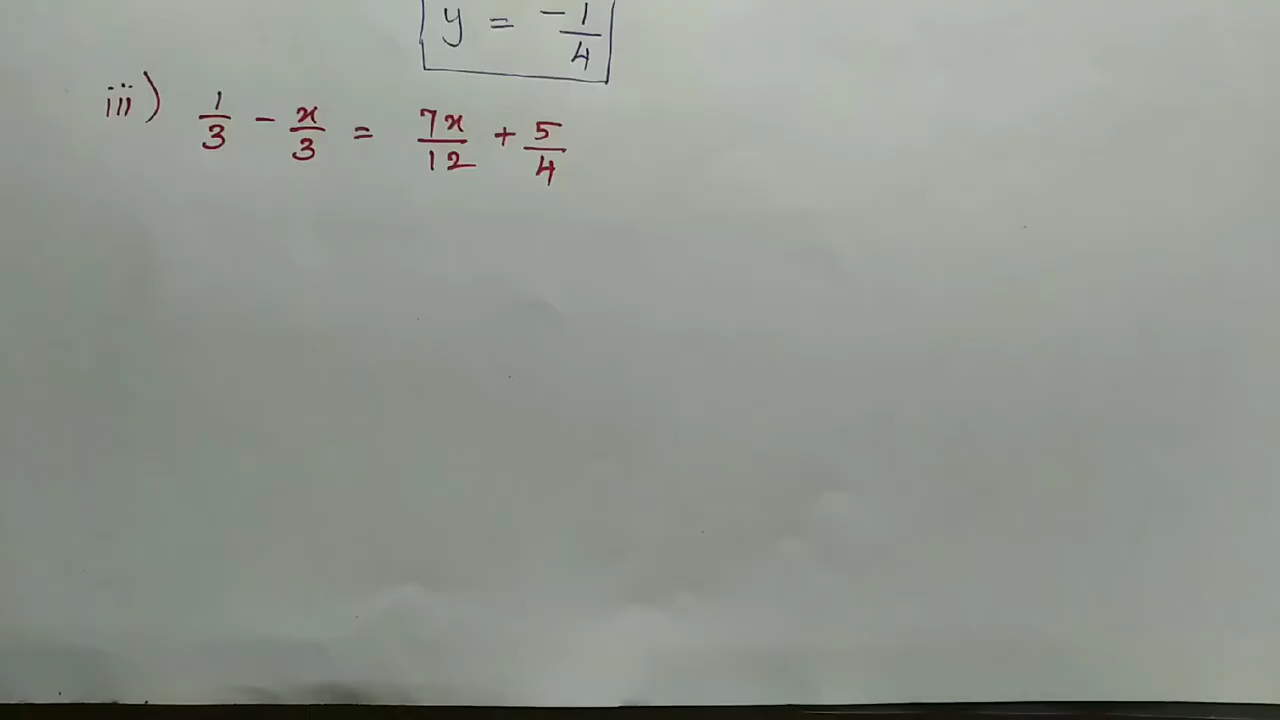 y = -1/4
iii) 1/3 - x/3 = 7x/12 + 5/4